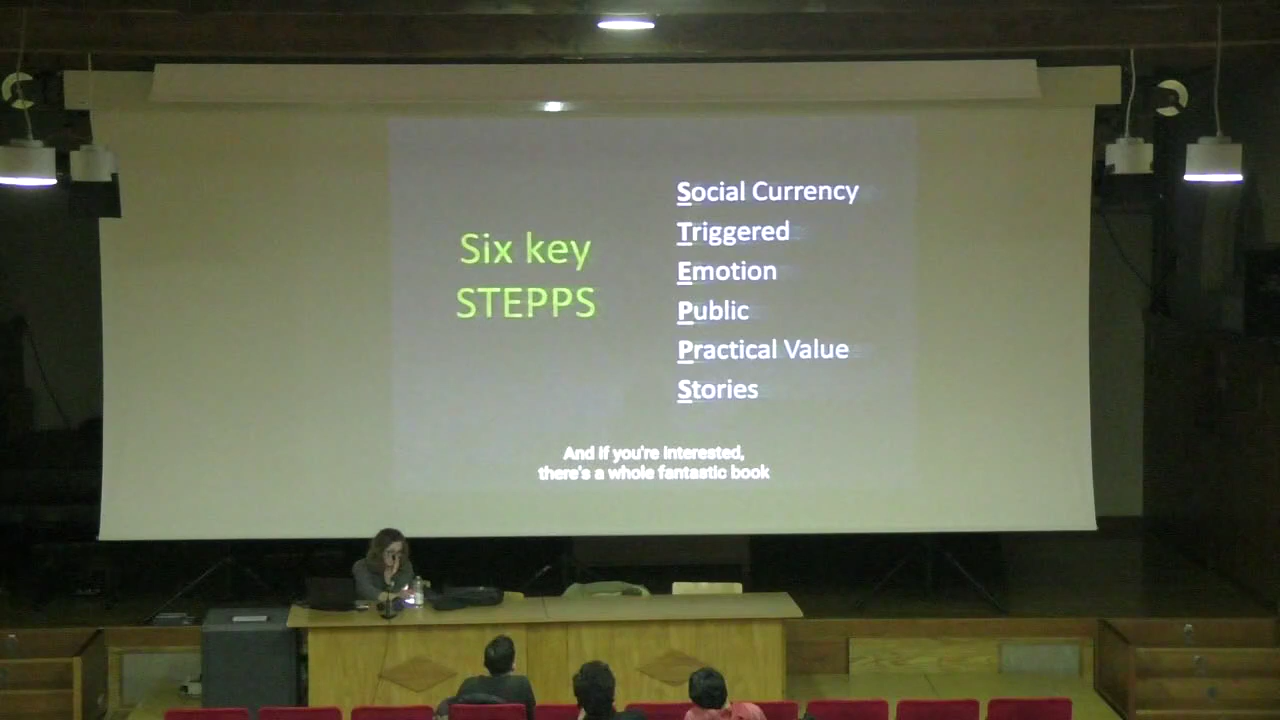 Six key
STEPPS
Social Currency
Triggered
Emotion
Public
Practical Value
Stories
And if you're interested,
there's a whole fantastic book